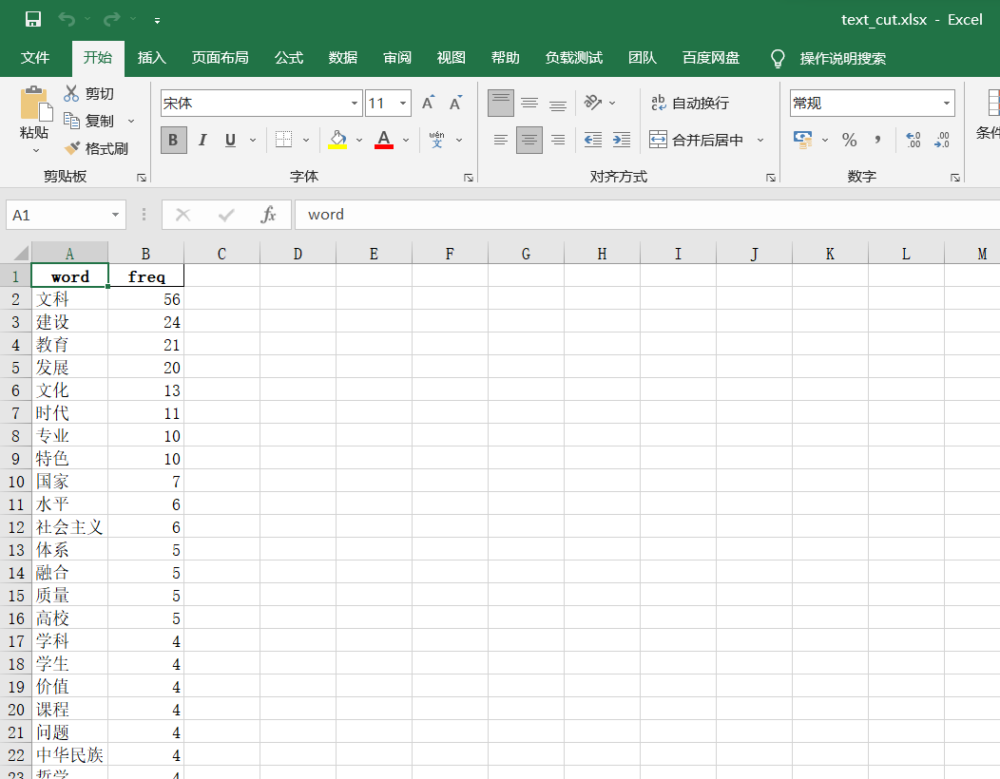 text_cut.xlsx - Excel
文件 开始 插入 页面布局 公式 数据 审阅 视图 帮助 负载测试 团队 百度网盘 操作说明搜索
粘贴 剪切 复制 格式刷
宋体 11 自动换行 常规
B I U A wén 文 合并后居中 % 条件
剪贴板 字体 对齐方式 数字
A1 fx word
A B C D E F G H I J K L M
1 word freq
2 文科 56
3 建设 24
4 教育 21
5 发展 20
6 文化 13
7 时代 11
8 专业 10
9 特色 10
10 国家 7
11 水平 6
12 社会主义 6
13 体系 5
14 融合 5
15 质量 5
16 高校 5
17 学科 4
18 学生 4
19 价值 4
20 课程 4
21 问题 4
22 中华民族 4
23 哲学 4